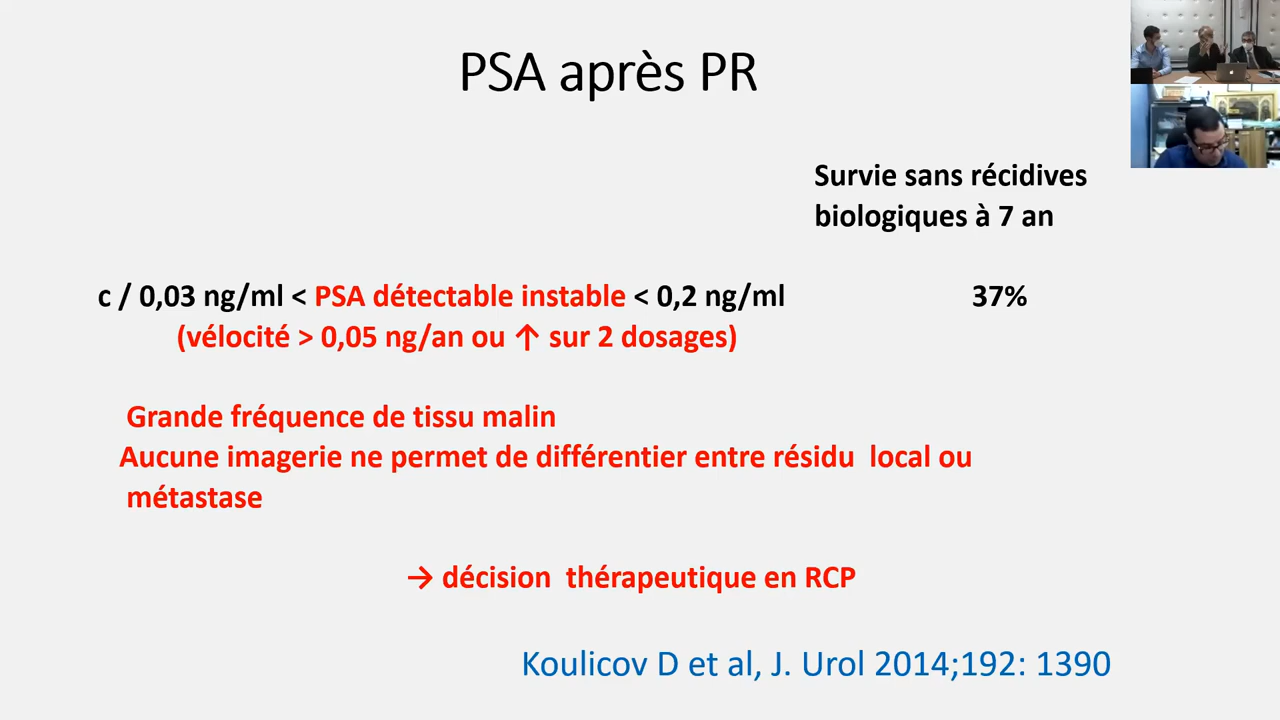 PSA après PR
Survie sans récidives
biologiques à 7 an
c / 0,03 ng/ml < PSA détectable instable < 0,2 ng/ml 37%
(vélocité > 0,05 ng/an ou ↑ sur 2 dosages)
Grande fréquence de tissu malin
Aucune imagerie ne permet de différentier entre résidu local ou
métastase
→ décision thérapeutique en RCP
Koulicov D et al, J. Urol 2014;192: 1390